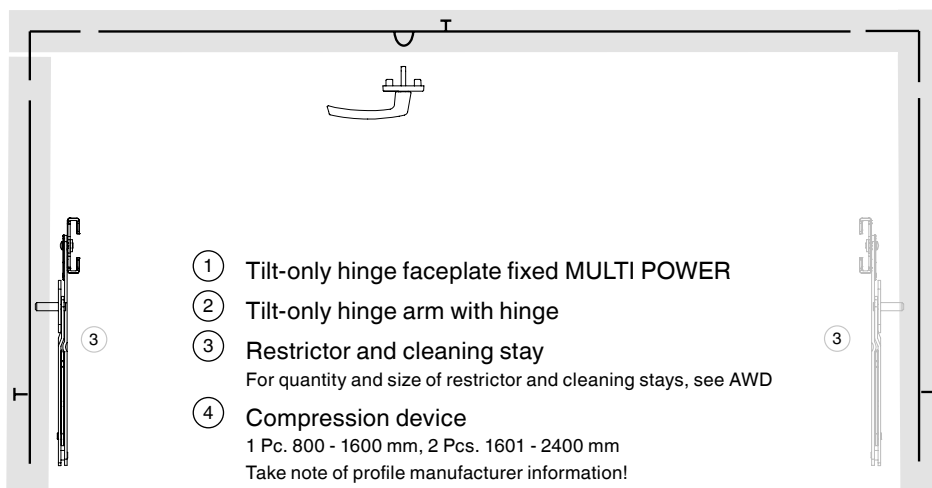 ① Tilt-only hinge faceplate fixed MULTI POWER
② Tilt-only hinge arm with hinge
③ Restrictor and cleaning stay
For quantity and size of restrictor and cleaning stays, see AWD
④ Compression device
1 Pc. 800 - 1600 mm, 2 Pcs. 1601 - 2400 mm
Take note of profile manufacturer information!
3
3